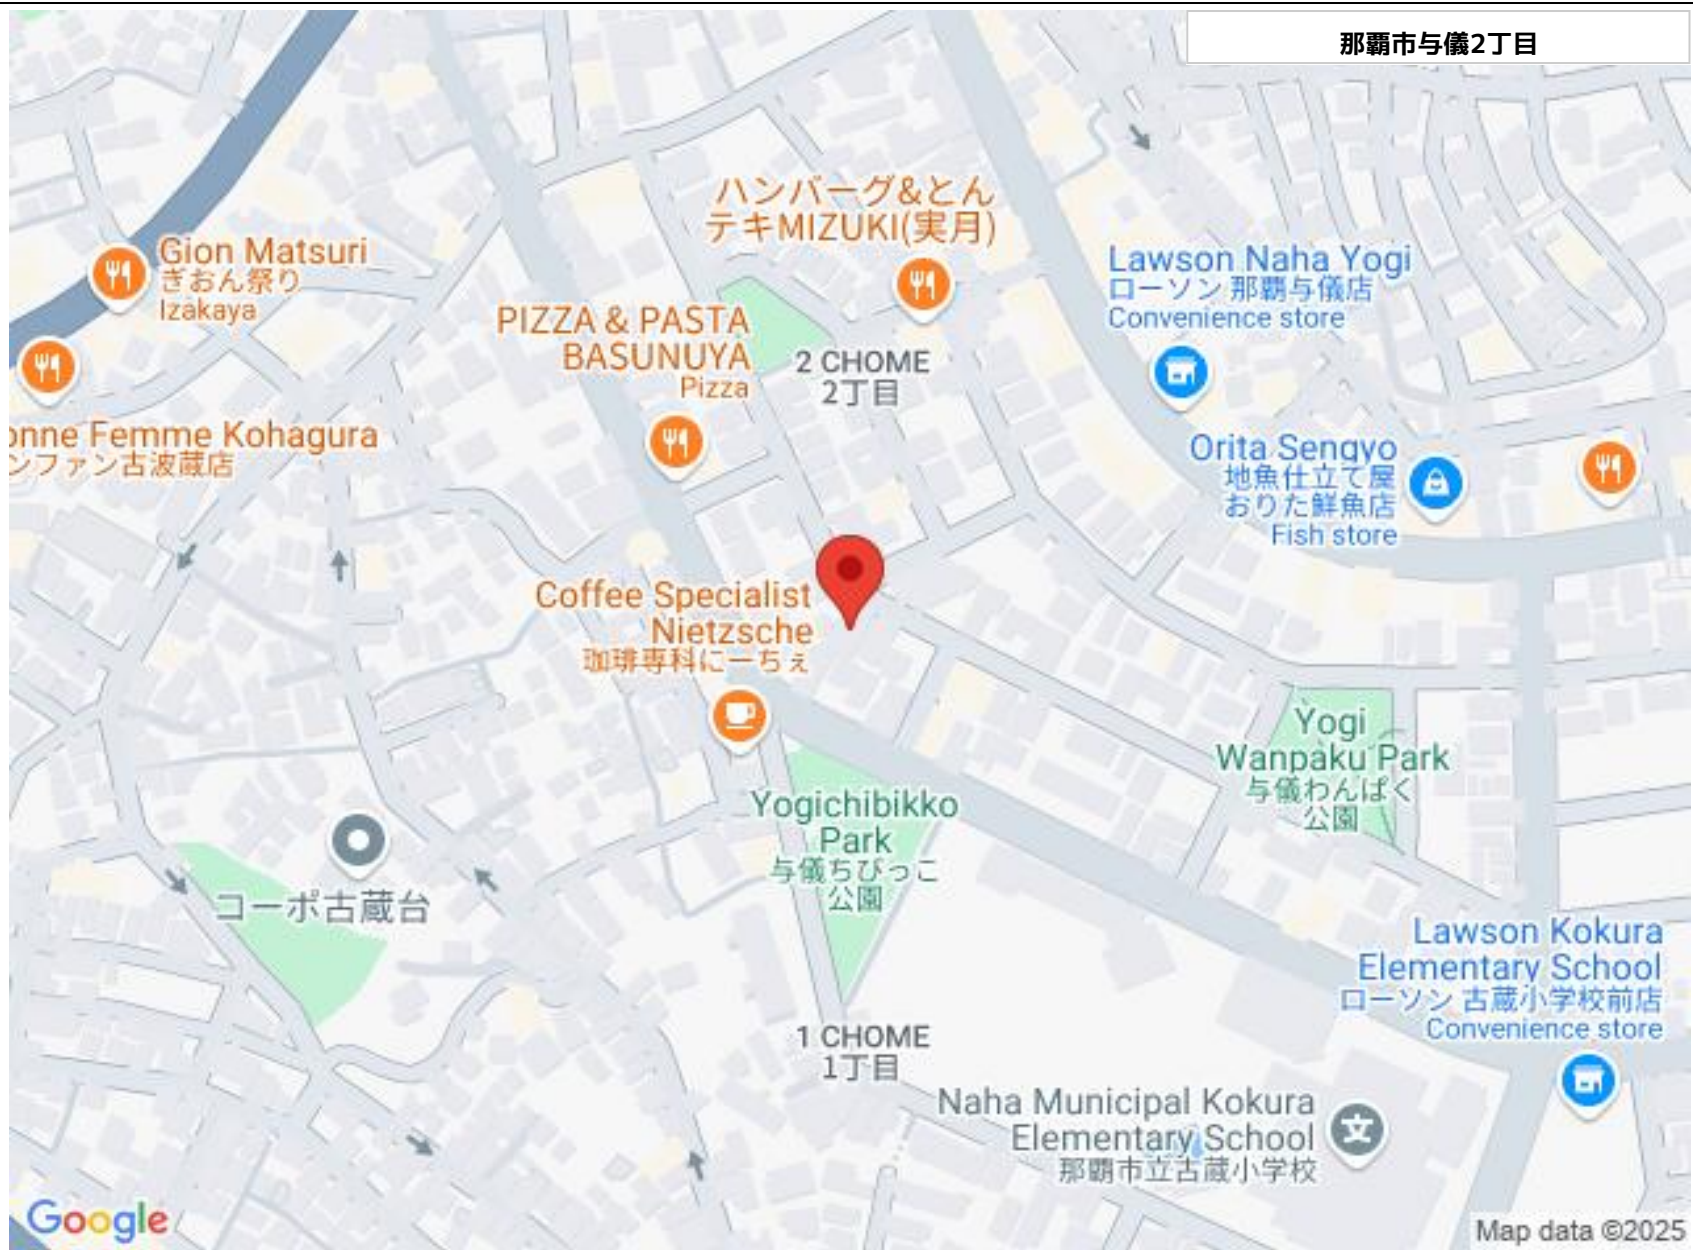 那覇市与儀2丁目
ハンバーグ&とん
テキMIZUKI(実月)
Gion Matsuri
ぎおん祭り
Izakaya
Lawson Naha Yogi
ローソン 那覇与儀店
Convenience store
PIZZA & PASTA
BASUNUYA
Pizza
2 CHOME
2丁目
onne Femme Kohagura
ンファン古波蔵店
Orita Sengyo
地魚仕立て屋
おりた鮮魚店
Fish store
Coffee Specialist
Nietzsche
珈琲専科にーちぇ
Yogi
Wanpaku Park
与儀わんぱく
公園
Yogichibikko
Park
与儀ちびっこ
公園
コーポ古蔵台
Lawson Kokura
Elementary School
ローソン 古蔵小学校前店
Convenience store
1 CHOME
1丁目
Naha Municipal Kokura
Elementary School
那覇市立古蔵小学校
文
Google
Map data ©2025